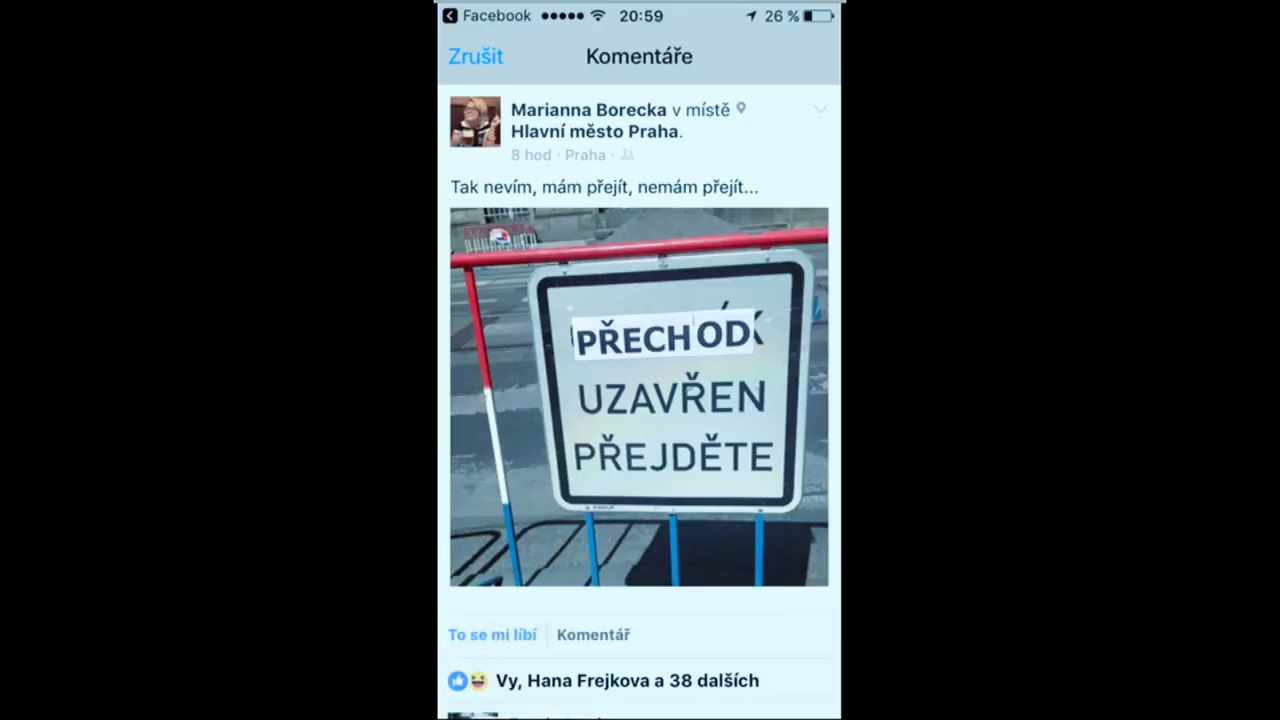 Facebook 20:59 26 %
Zrušit Komentáře
Marianna Borecka v místě
Hlavní město Praha.
8 hod · Praha ·
Tak nevím, mám přejít, nemám přejít...
PŘECHOD
UZAVŘEN
PŘEJDĚTE
To se mi líbí Komentář
Vy, Hana Frejkova a 38 dalších